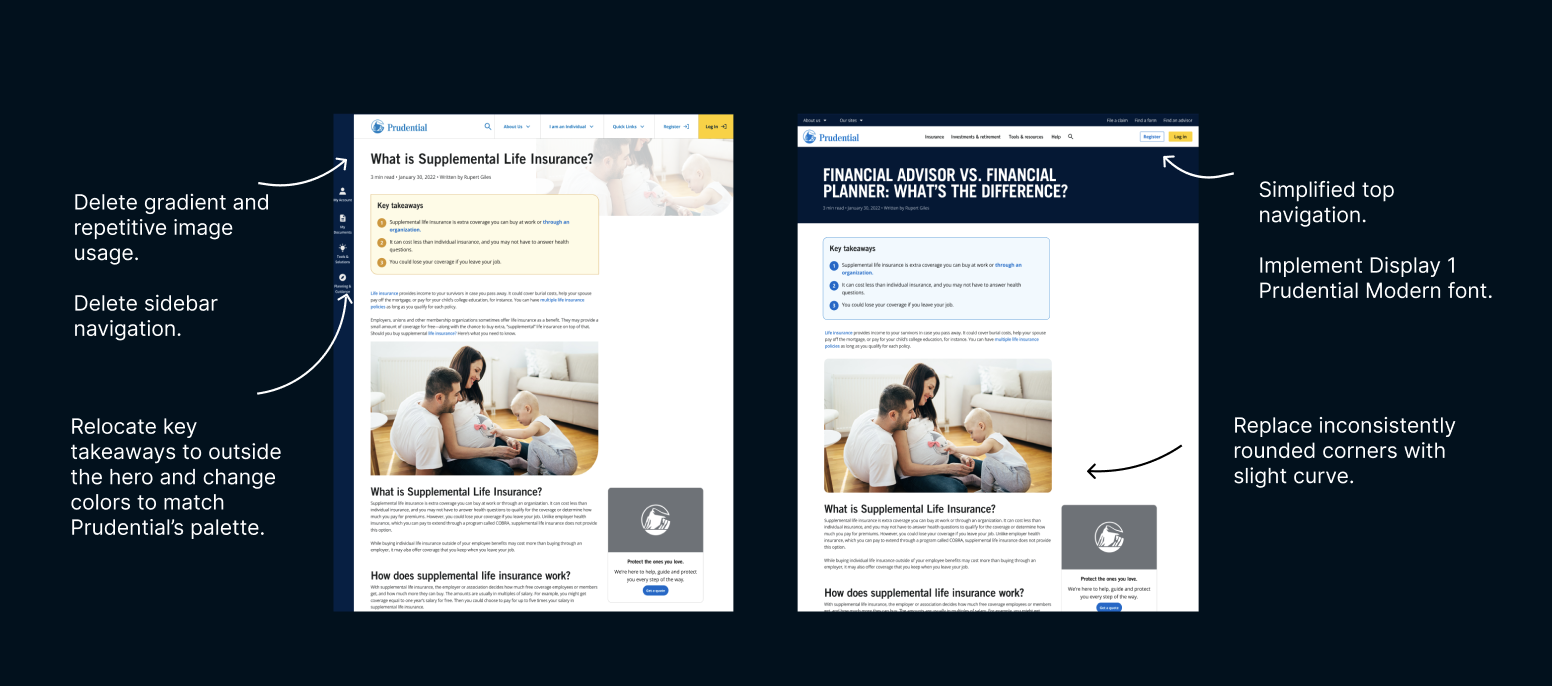 Delete gradient and
repetitive image
usage.
Delete sidebar
navigation.
Relocate key
takeaways to outside
the hero and change
colors to match
Prudential's palette.
My Account
My
Documents
Tools &
Solutions
Planning &
Guidance
Prudential
About Us
I am an individual
Quick Links
Register
Log In
What is Supplemental Life Insurance?
3 min read • January 30, 2022 • Written by Rupert Giles
Key takeaways
1 Supplemental life insurance is extra coverage you can buy at work or through an
organization.
2 It can cost less than individual insurance, and you may not have to answer health
questions.
3 You could lose your coverage if you leave your job.
Life insurance provides income to your survivors in case you pass away. It could cover burial costs, help your spouse
pay off the mortgage, or pay for your child's college education, for instance. You can have multiple life insurance
policies as long as you qualify for each policy.
Employers, unions and other membership organizations sometimes offer life insurance as a benefit. They may provide a
small amount of coverage for free—along with the chance to buy extra, "supplemental" life insurance on top of that.
Should you buy supplemental life insurance? Here's what you need to know.
What is Supplemental Life Insurance?
Supplemental life insurance is extra coverage you can buy at work or through an organization. It can cost less than
individual insurance, and you may not have to answer health questions to qualify for the coverage or determine how
much you pay for premiums. However, you could lose your coverage if you leave your job. Unlike employer health
insurance, which you can pay to extend through a program called COBRA, supplemental life insurance does not provide
this option.
While buying individual life insurance outside of your employee benefits may cost more than buying through an
employer, it may also offer coverage that you keep when you leave your job.
How does supplemental life insurance work?
With supplemental life insurance, the employer or association decides how much free coverage employees or members
get, and how much more they can buy. The amounts are usually in multiples of salary. For example, you might get
coverage equal to one year's salary for free. Then you could choose to pay for up to five times your salary in
supplemental life insurance.
Protect the ones you love.
We're here to help, guide and protect
you every step of the way.
Get a quote
About us
Our sites
File a claim
Find a form
Find an advisor
Prudential
Insurance
Investments & retirement
Tools & resources
Help
Register
Log in
FINANCIAL ADVISOR VS. FINANCIAL
PLANNER: WHAT'S THE DIFFERENCE?
3 min read • January 30, 2022 • Written by Rupert Giles
Key takeaways
1 Supplemental life insurance is extra coverage you can buy at work or through an
organization.
2 It can cost less than individual insurance, and you may not have to answer health
questions.
3 You could lose your coverage if you leave your job.
Life insurance provides income to your survivors in case you pass away. It could cover burial costs, help your spouse
pay off the mortgage, or pay for your child's college education, for instance. You can have multiple life insurance
policies as long as you qualify for each policy.
What is Supplemental Life Insurance?
Supplemental life insurance is extra coverage you can buy at work or through an organization. It can cost less than
individual insurance, and you may not have to answer health questions to qualify for the coverage or determine how
much you pay for premiums. However, you could lose your coverage if you leave your job. Unlike employer health
insurance, which you can pay to extend through a program called COBRA, supplemental life insurance does not provide
this option.
While buying individual life insurance outside of your employee benefits may cost more than buying through an
employer, it may also offer coverage that you keep when you leave your job.
How does supplemental life insurance work?
With supplemental life insurance, the employer or association decides how much free coverage employees or members
get, and how much more they can buy. The amounts are usually in multiples of salary. For example, you might get
Protect the ones you love.
We're here to help, guide and protect
you every step of the way.
Get a quote
Simplified top
navigation.
Implement Display 1
Prudential Modern font.
Replace inconsistently
rounded corners with
slight curve.